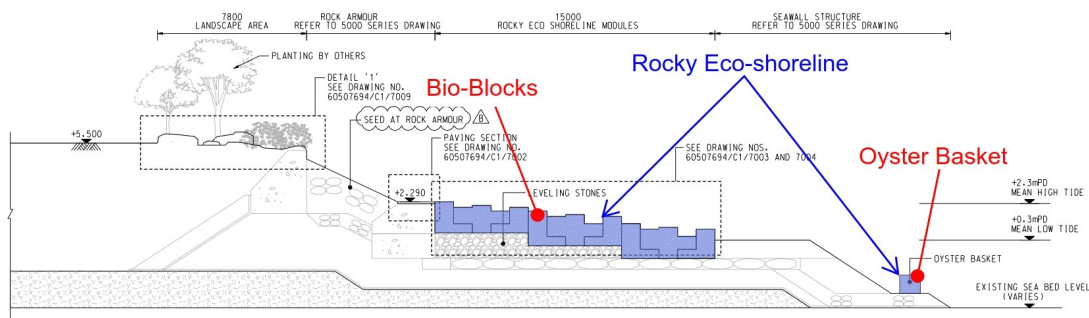 7800
LANDSCAPE AREA
ROCK ARMOUR
REFER TO 5000 SERIES DRAWING
15000
ROCKY ECO SHORELINE MODULES
SEAWALL STRUCTURE
REFER TO 5000 SERIES DRAWING
PLANTING BY OTHERS
DETAIL '1'
SEE DRAWING NO.
60507694/C1/7009
Bio-Blocks
Rocky Eco-shoreline
SEED AT ROCK ARMOUR
B
+5.500
PAVING SECTION
SEE DRAWING NO.
60507694/C1/7002
SEE DRAWING NOS.
60507694/C1/7003 AND 7004
Oyster Basket
+2.290
LEVELING STONES
+2.3mPD
MEAN HIGH TIDE
+0.3mPD
MEAN LOW TIDE
OYSTER BASKET
EXISTING SEA BED LEVEL
(VARIES)